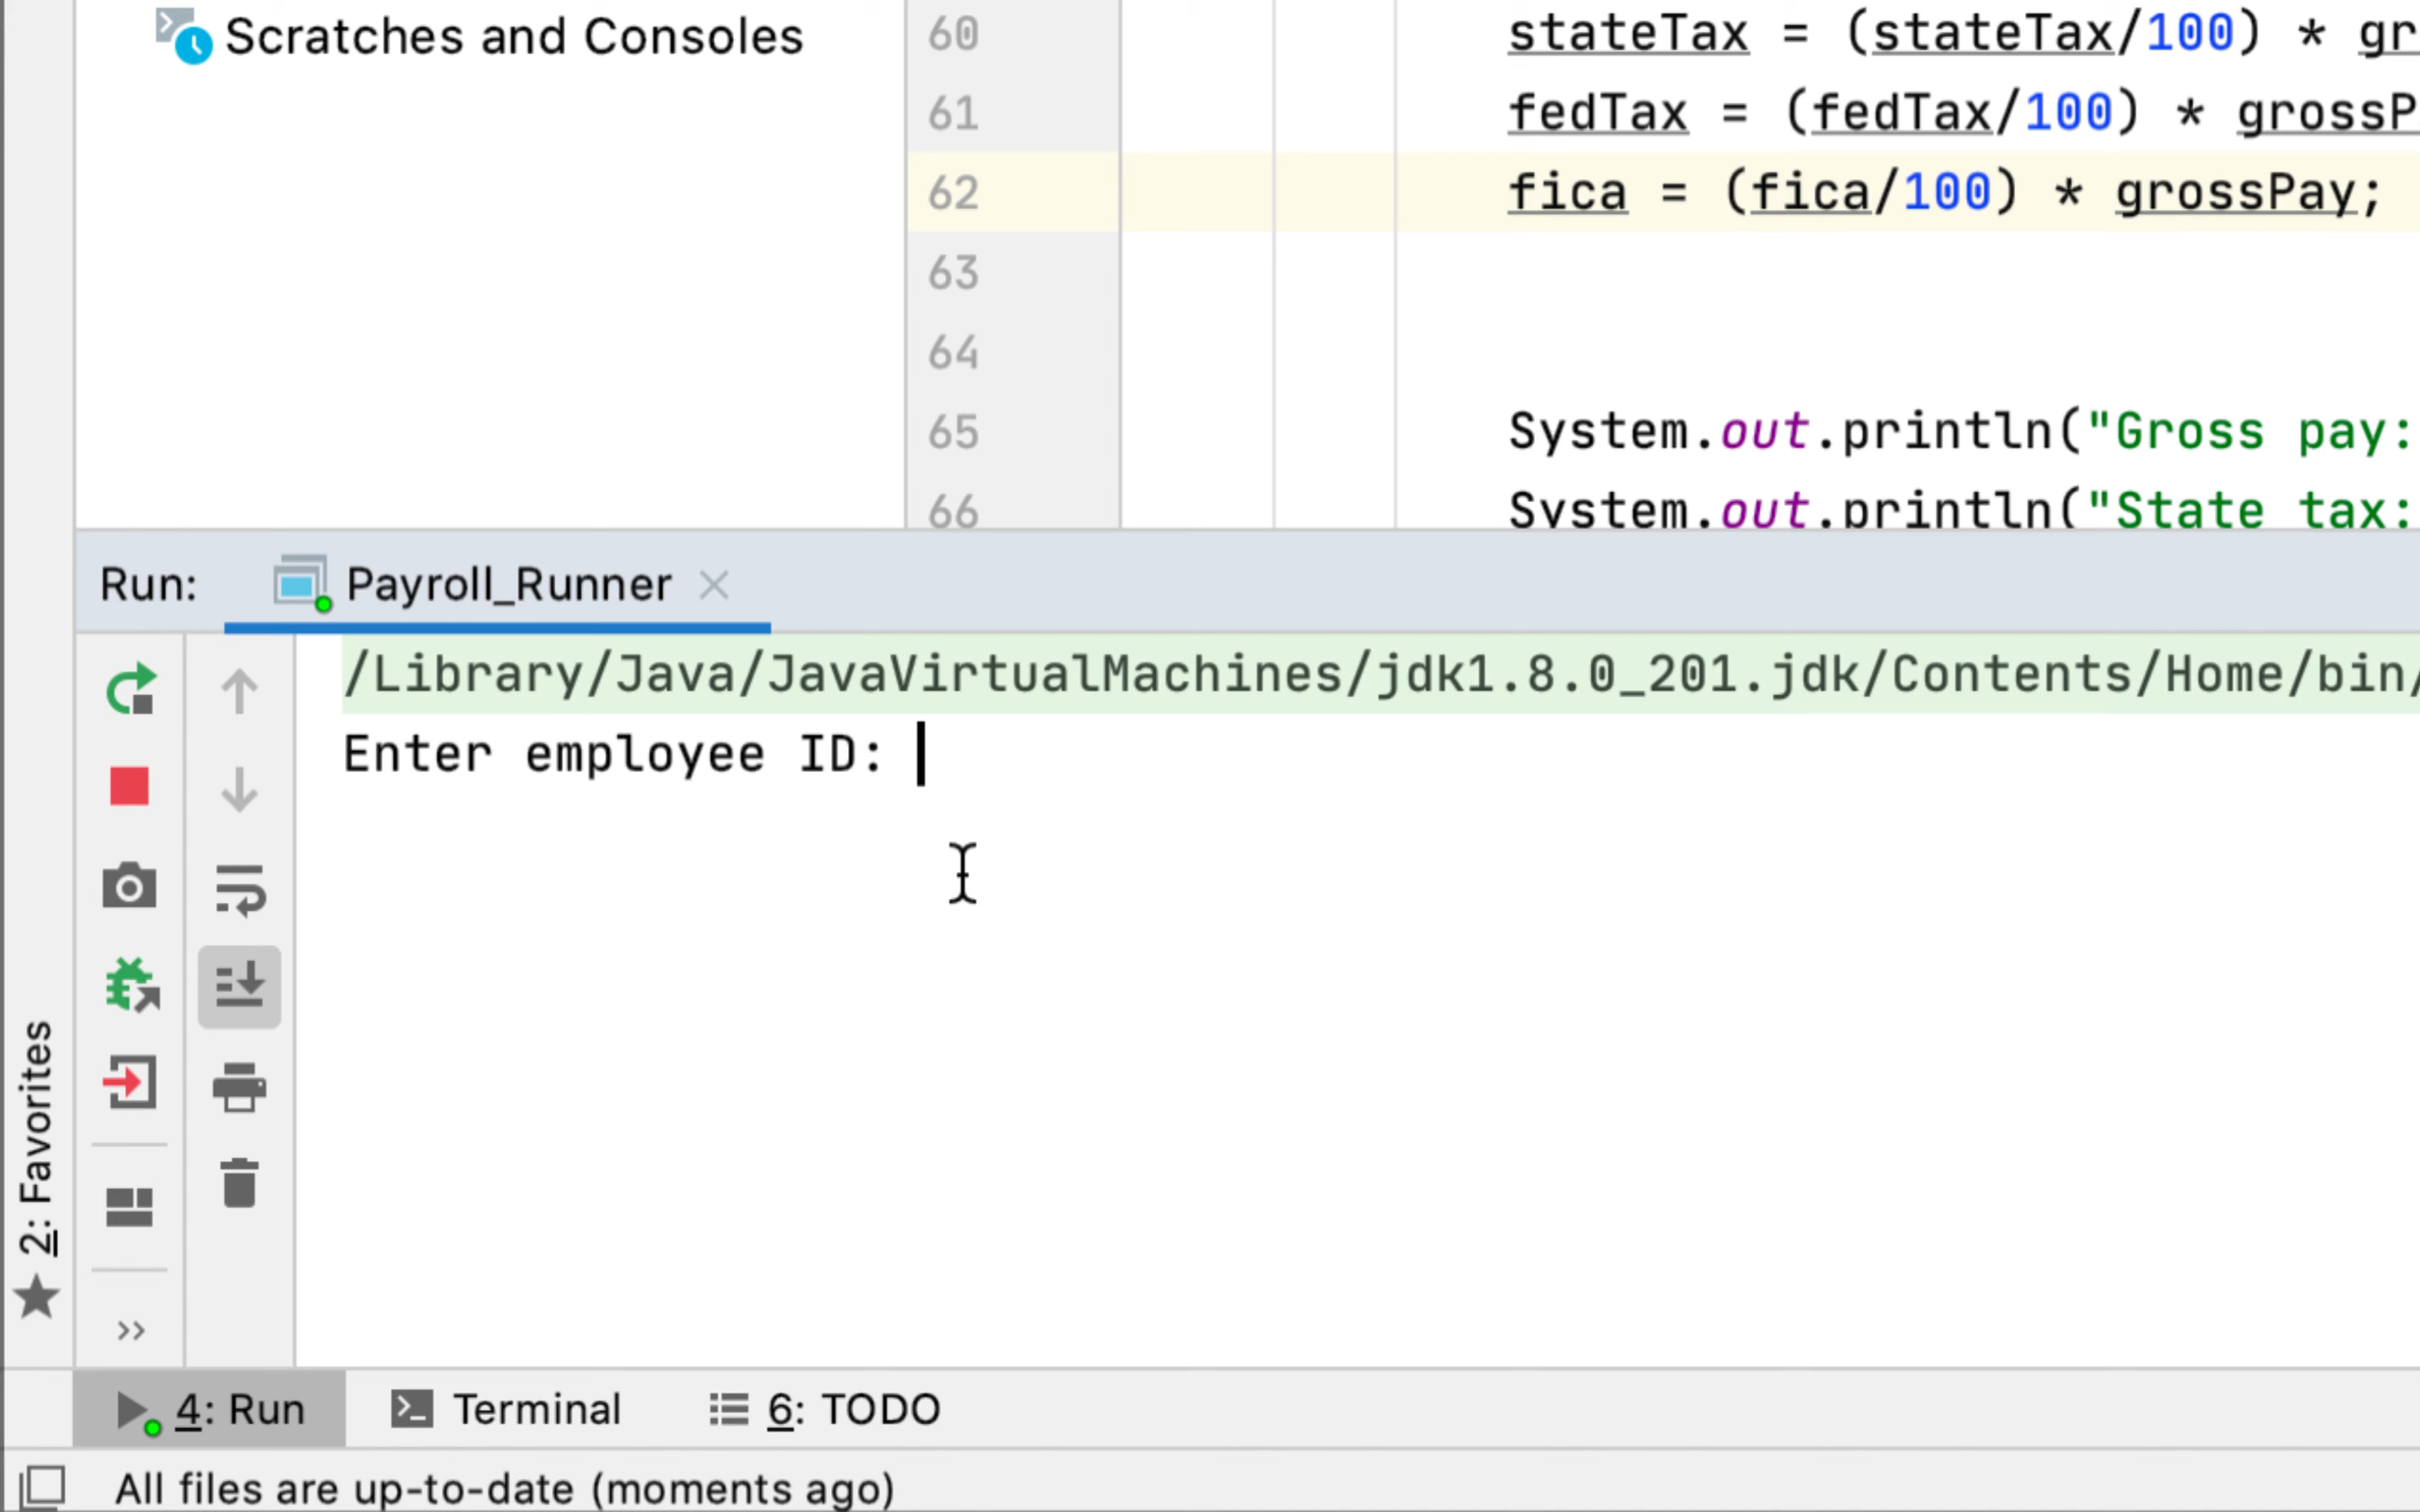 Scratches and Consoles
60 stateTax = (stateTax/100) * gr
61 fedTax = (fedTax/100) * grossP
62 fica = (fica/100) * grossPay;
63
64
65 System.out.println("Gross pay:
66 System.out.println("State tax:
Run: Payroll_Runner
/Library/Java/JavaVirtualMachines/jdk1.8.0_201.jdk/Contents/Home/bin/
Enter employee ID:
2: Favorites
4: Run Terminal 6: TODO
All files are up-to-date (moments ago)